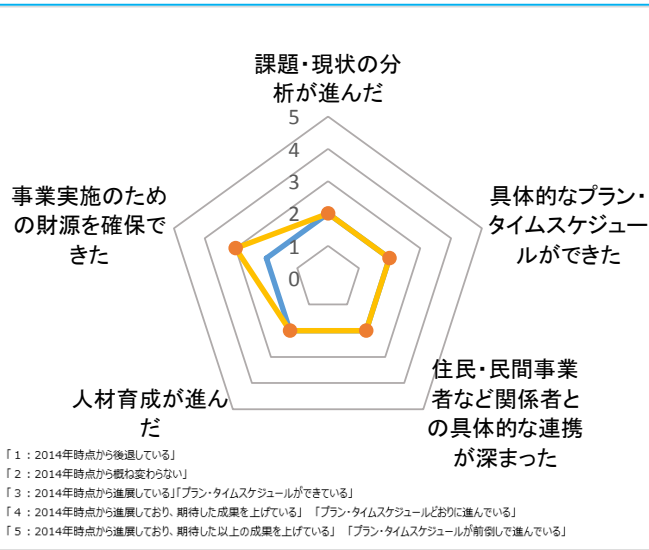 課題・現状の分
析が進んだ
5
4
3
2
1
0
事業実施のため
の財源を確保で
きた
具体的なプラン・
タイムスケジュー
ルができた
人材育成が進ん
だ
住民・民間事業
者など関係者と
の具体的な連携
が深まった
「1：2014年時点から後退している」
「2：2014年時点から概ね変わらない」
「3：2014年時点から進展している」「プラン・タイムスケジュールができている」
「4：2014年時点から進展しており、期待した成果を上げている」 「プラン・タイムスケジュールどおりに進んでいる」
「5：2014年時点から進展しており、期待した以上の成果を上げている」 「プラン・タイムスケジュールが前倒しで進んでいる」